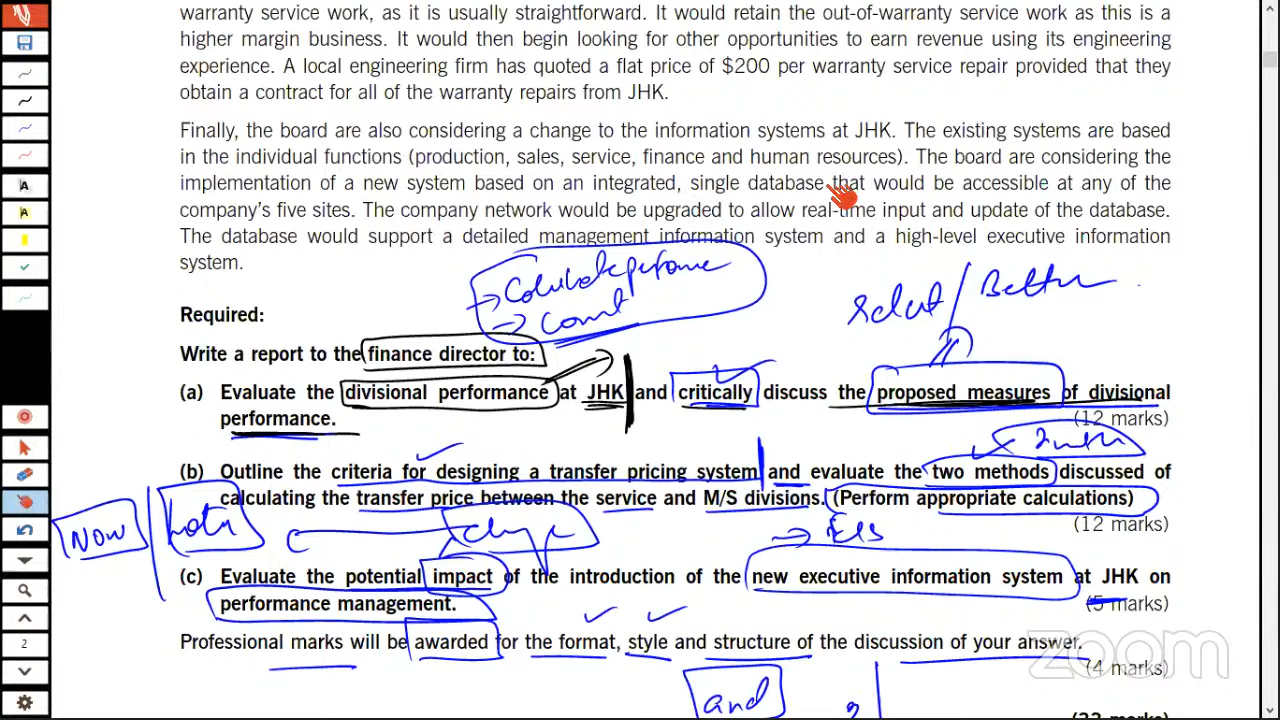 warranty service work, as it is usually straightforward. It would retain the out-of-warranty service work as this is a
higher margin business. It would then begin looking for other opportunities to earn revenue using its engineering
experience. A local engineering firm has quoted a flat price of $200 per warranty service repair provided that they
obtain a contract for all of the warranty repairs from JHK.
Finally, the board are also considering a change to the information systems at JHK. The existing systems are based
in the individual functions (production, sales, service, finance and human resources). The board are considering the
implementation of a new system based on an integrated, single database that would be accessible at any of the
company's five sites. The company network would be upgraded to allow real-time input and update of the database.
The database would support a detailed management information system and a high-level executive information
system.
→
→
select / Better
Required:
Write a report to the finance director to:
(a) Evaluate the divisional performance at JHK and critically discuss the proposed measures of divisional
performance. (12 marks)
(b) Outline the criteria for designing a transfer pricing system and evaluate the two methods discussed of
calculating the transfer price between the service and M/S divisions. (Perform appropriate calculations)
(12 marks)
Now
change
→ EIS
(c) Evaluate the potential impact of the introduction of the new executive information system at JHK on
performance management. (5 marks)
Professional marks will be awarded for the format, style and structure of the discussion of your answer.
(4 marks)
zoom
and
A
A
2